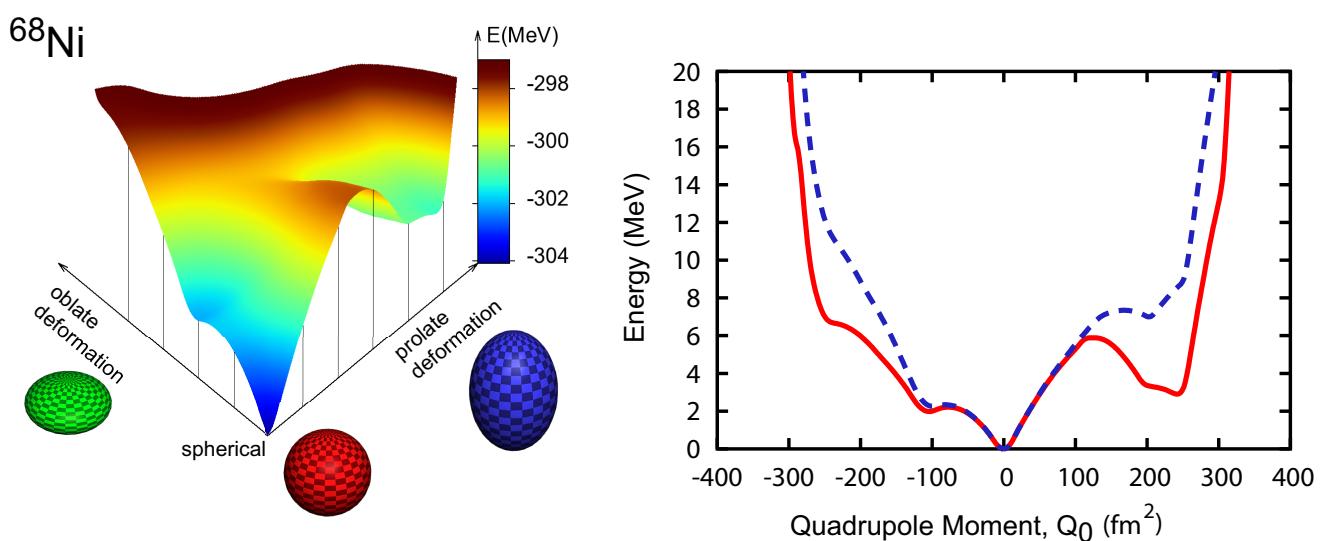 ⁶⁸Ni
E(MeV)
-298
-300
-302
-304
oblate
deformation
prolate
deformation
spherical
Energy (MeV)
20
18
16
14
12
10
8
6
4
2
0
-400 -300 -200 -100 0 100 200 300 400
Quadrupole Moment, Q₀ (fm²)